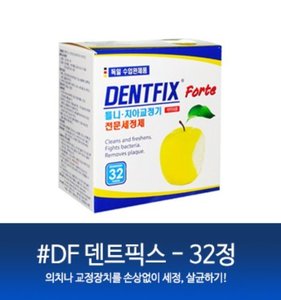 독일 수입완제품
DENTFIX® Forte
틀니·치아교정기
전문세정제
Cleans and freshens.
Fights bacteria.
Removes plaque.
32
#DF 덴트픽스 - 32정
의치나 교정장치를 손상없이 세정, 살균하기!